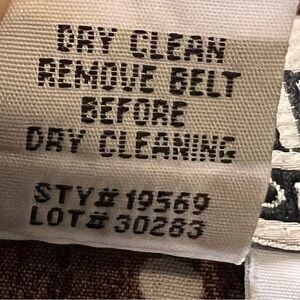 DRY CLEAN
REMOVE BELT
BEFORE
DRY CLEANING
STY# 19569
LOT# 30283